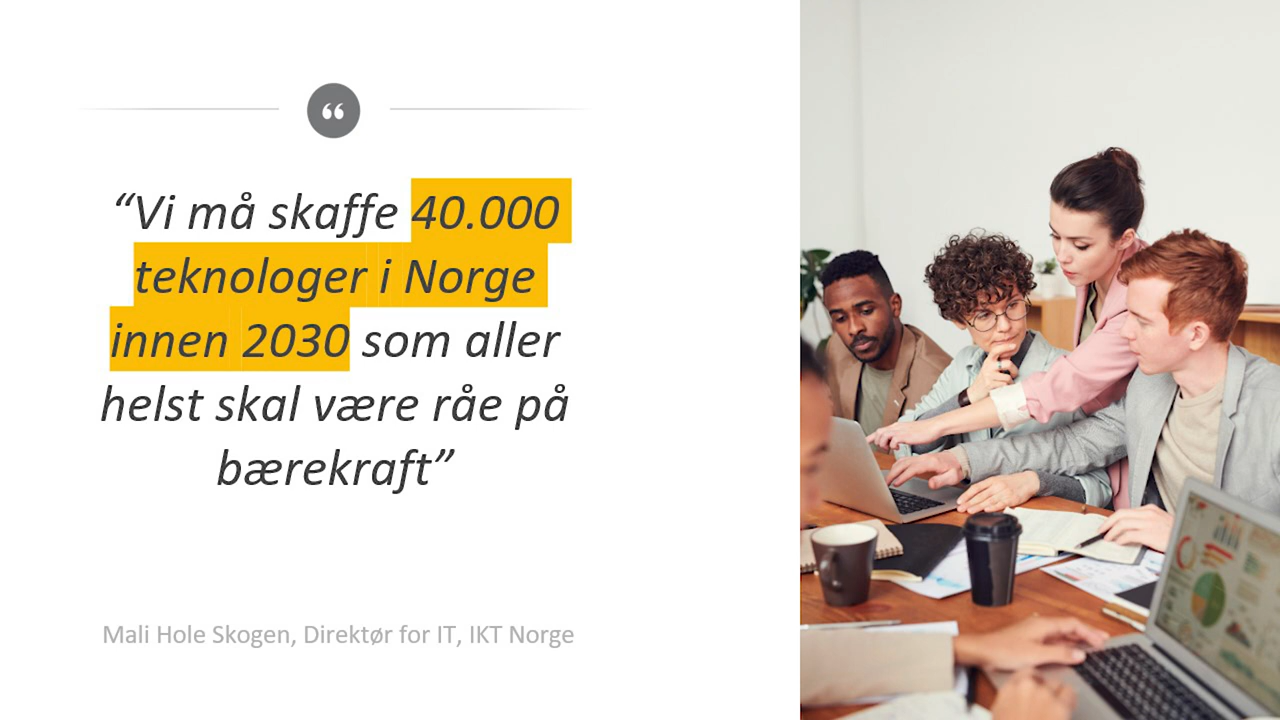 “Vi må skaffe 40.000
teknologer i Norge
innen 2030 som aller
helst skal være råe på
bærekraft”
Mali Hole Skogen, Direktør for IT, IKT Norge